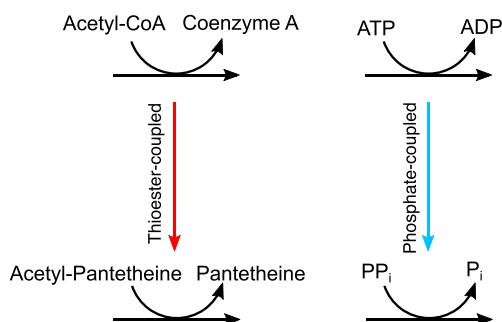 Acetyl-CoA Coenzyme A
ATP ADP
Thioester-coupled
Phosphate-coupled
Acetyl-Pantetheine Pantetheine
PPi Pi